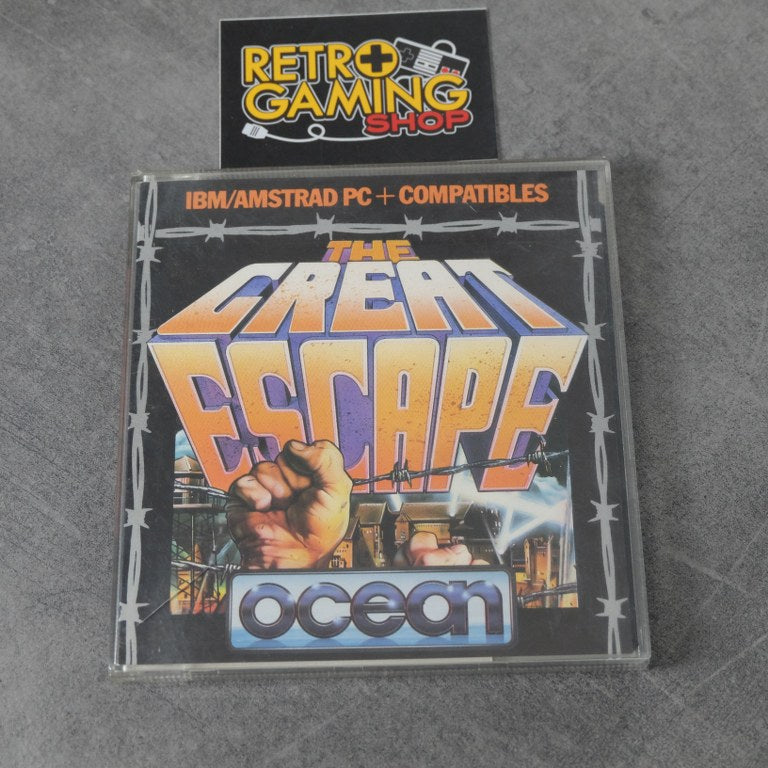 RETRO
GAMING
SHOP
IBM/AMSTRAD PC + COMPATIBLES
THE
GREAT
ESCAPE
ocean